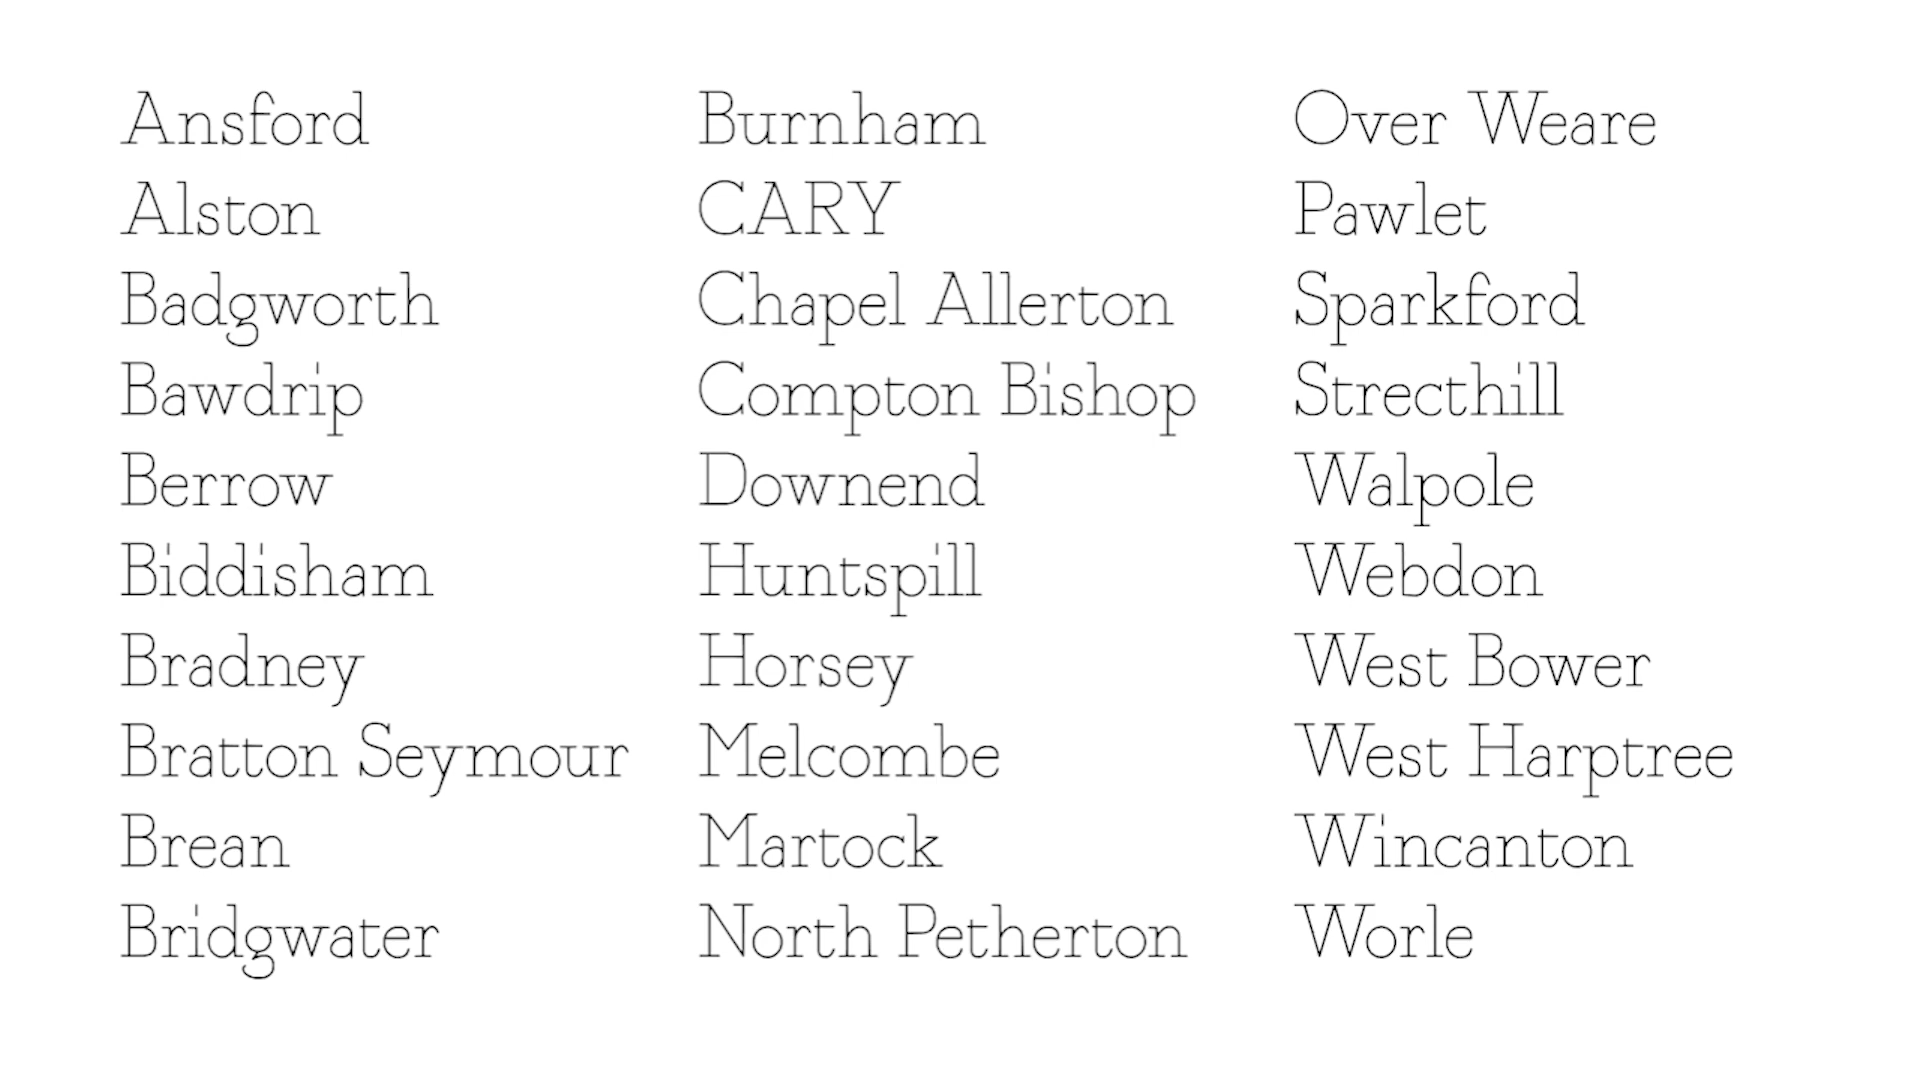 Ansford
Alston
Badgworth
Bawdrip
Berrow
Biddisham
Bradney
Bratton Seymour
Brean
Bridgwater
Burnham
CARY
Chapel Allerton
Compton Bishop
Downend
Huntspill
Horsey
Melcombe
Martock
North Petherton
Over Weare
Pawlet
Sparkford
Strecthill
Walpole
Webdon
West Bower
West Harptree
Wincanton
Worle